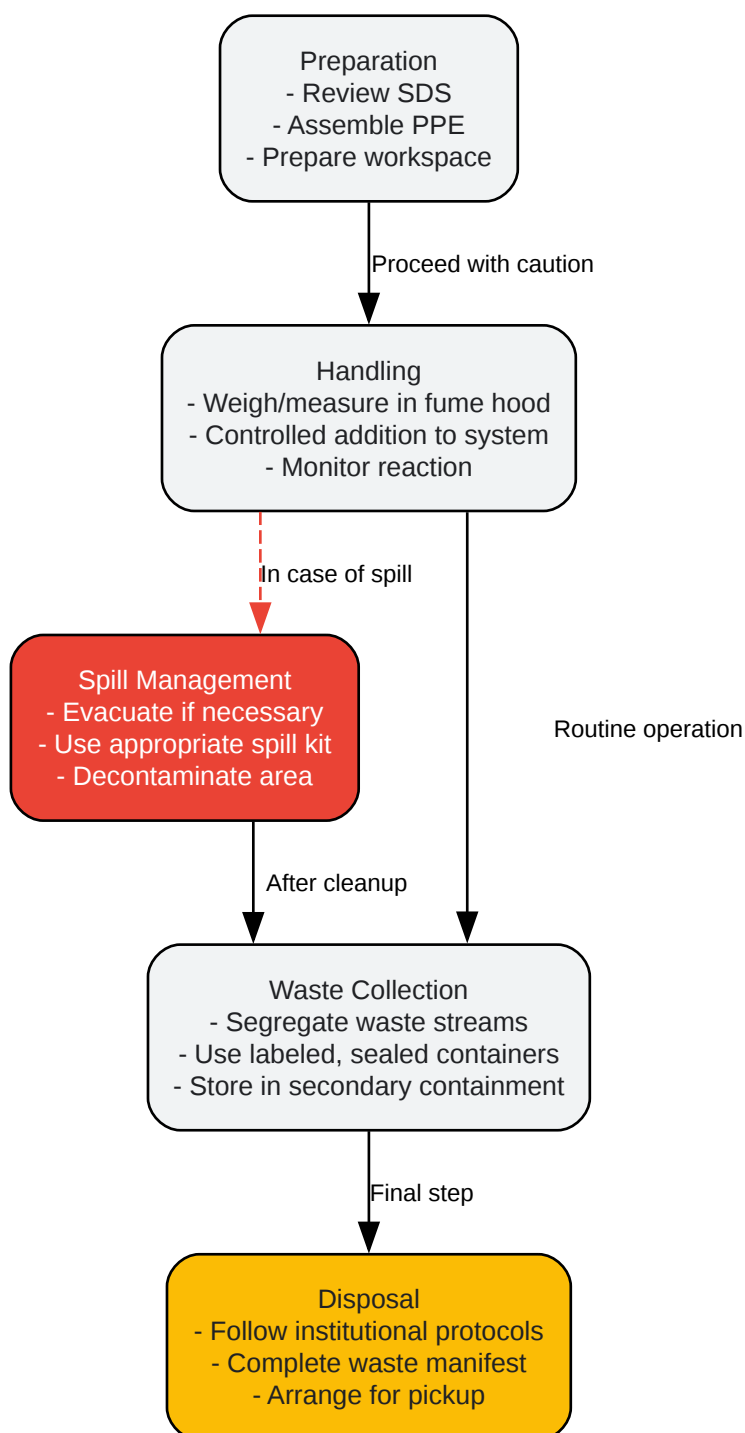 Preparation
- Review SDS
- Assemble PPE
- Prepare workspace
Proceed with caution
Handling
- Weigh/measure in fume hood
- Controlled addition to system
- Monitor reaction
In case of spill
Spill Management
- Evacuate if necessary
- Use appropriate spill kit
- Decontaminate area
Routine operation
After cleanup
Waste Collection
- Segregate waste streams
- Use labeled, sealed containers
- Store in secondary containment
Final step
Disposal
- Follow institutional protocols
- Complete waste manifest
- Arrange for pickup